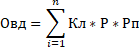 n
Овд = ∑ Кл * Р * Рп
i=1